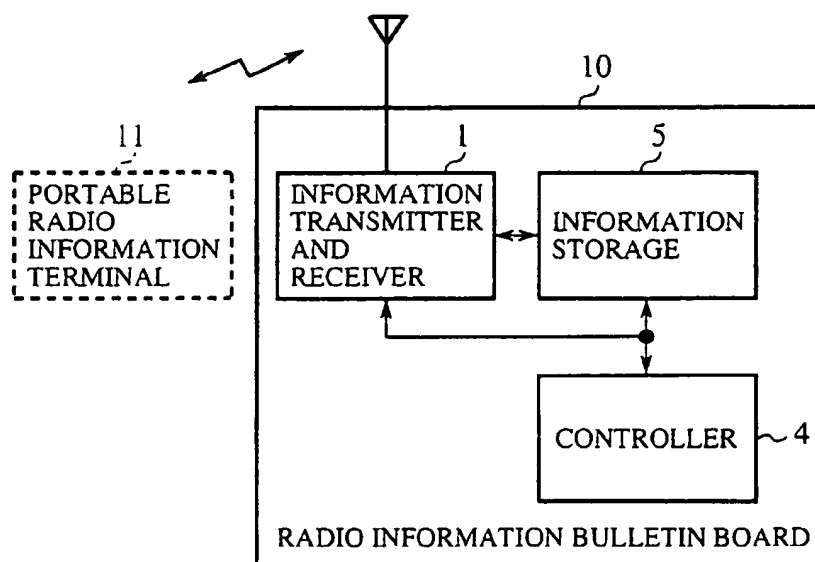 10
11
1
5
PORTABLE
RADIO
INFORMATION
TERMINAL
INFORMATION
TRANSMITTER
AND
RECEIVER
INFORMATION
STORAGE
CONTROLLER
4
RADIO INFORMATION BULLETIN BOARD